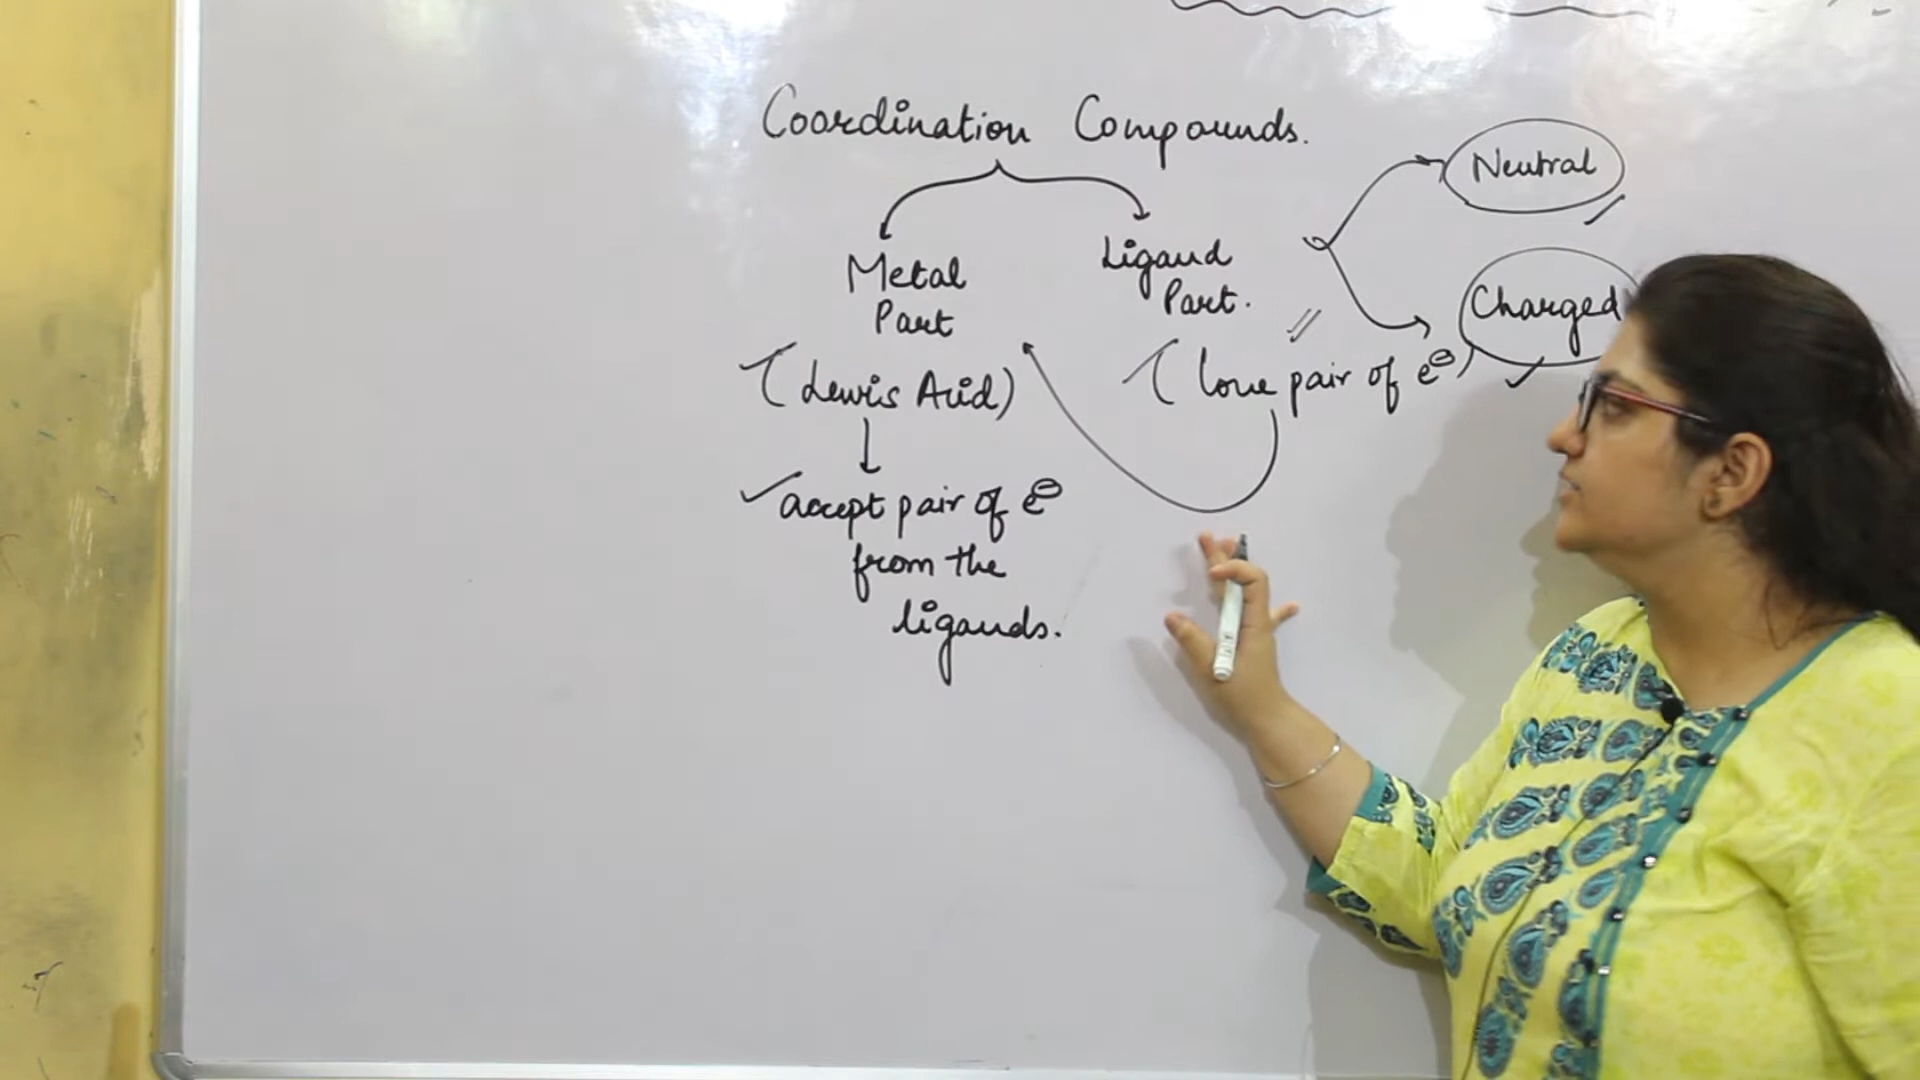 Coordination Compounds.
Neutral
Metal
Part
Ligand
Part.
Charged
(Lewis Acid)
(lone pair of e⊖)
accept pair of e⊖
from the
ligands.